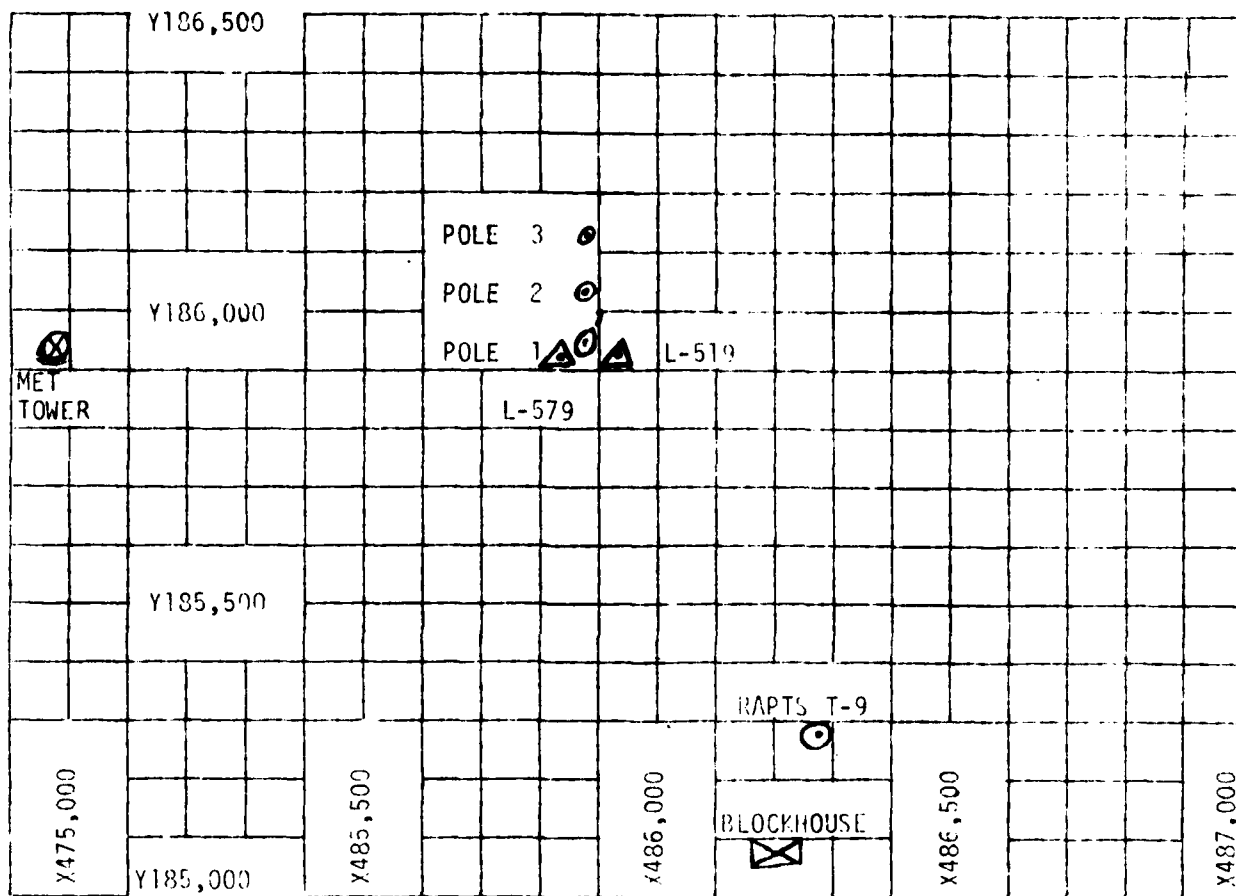 Y186,500
POLE 3
POLE 2
Y186,000
POLE 1
L-519
MET
TOWER
L-579
Y185,500
RAPTS T-9
X475,000
X485,500
X486,000
X486,500
X487,000
BLOCKHOUSE
Y185,000